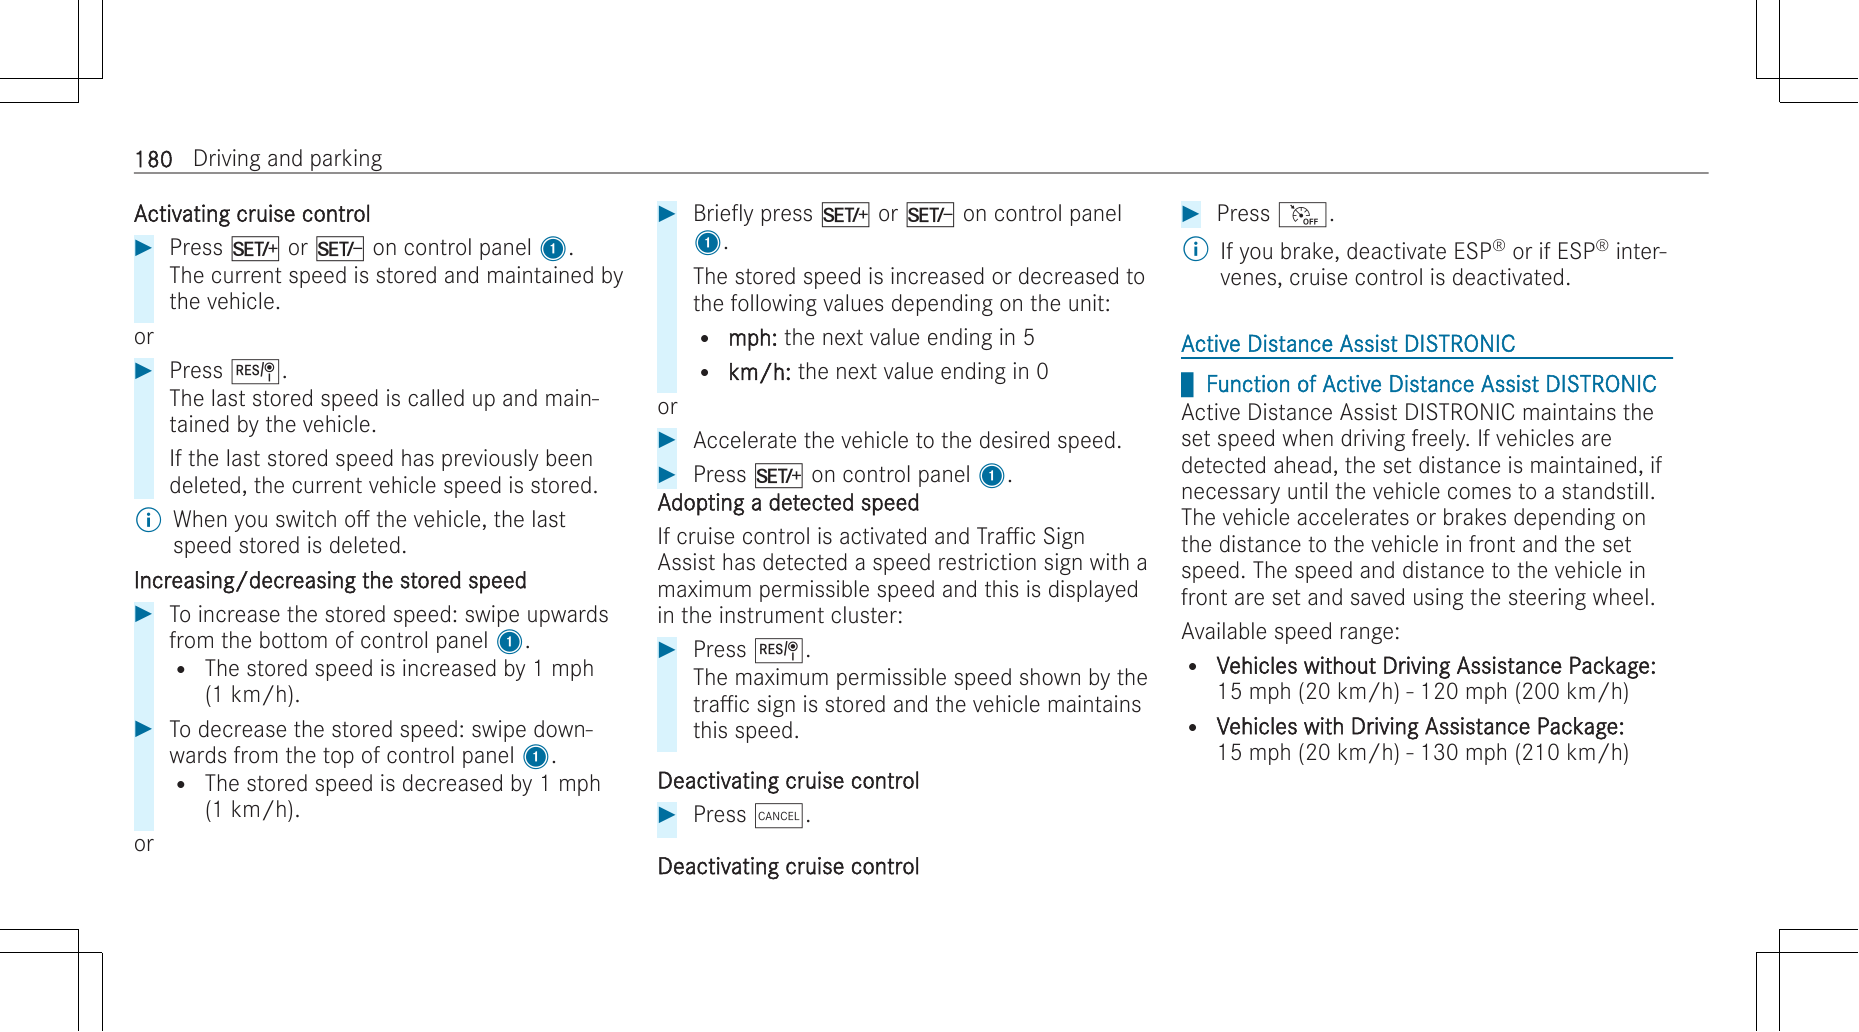 180 Driving and parking
Activating cruise control
Press SET/+ or SET/− on control panel 1.
The current speed is stored and maintained by
the vehicle.
or
Press RES/.
The last stored speed is called up and main-
tained by the vehicle.
If the last stored speed has previously been
deleted, the current vehicle speed is stored.
i When you switch off the vehicle, the last
speed stored is deleted.
Increasing/decreasing the stored speed
To increase the stored speed: swipe upwards
from the bottom of control panel 1.
• The stored speed is increased by 1 mph
(1 km/h).
To decrease the stored speed: swipe down-
wards from the top of control panel 1.
• The stored speed is decreased by 1 mph
(1 km/h).
or
Briefly press SET/+ or SET/− on control panel
1.
The stored speed is increased or decreased to
the following values depending on the unit:
• mph: the next value ending in 5
• km/h: the next value ending in 0
or
Accelerate the vehicle to the desired speed.
Press SET/+ on control panel 1.
Adopting a detected speed
If cruise control is activated and Traffic Sign
Assist has detected a speed restriction sign with a
maximum permissible speed and this is displayed
in the instrument cluster:
Press RES/.
The maximum permissible speed shown by the
traffic sign is stored and the vehicle maintains
this speed.
Deactivating cruise control
Press CANCEL.
Deactivating cruise control
Press OFF.
i If you brake, deactivate ESP® or if ESP® inter-
venes, cruise control is deactivated.
Active Distance Assist DISTRONIC
Function of Active Distance Assist DISTRONIC
Active Distance Assist DISTRONIC maintains the
set speed when driving freely. If vehicles are
detected ahead, the set distance is maintained, if
necessary until the vehicle comes to a standstill.
The vehicle accelerates or brakes depending on
the distance to the vehicle in front and the set
speed. The speed and distance to the vehicle in
front are set and saved using the steering wheel.
Available speed range:
• Vehicles without Driving Assistance Package:
15 mph (20 km/h) - 120 mph (200 km/h)
• Vehicles with Driving Assistance Package:
15 mph (20 km/h) - 130 mph (210 km/h)